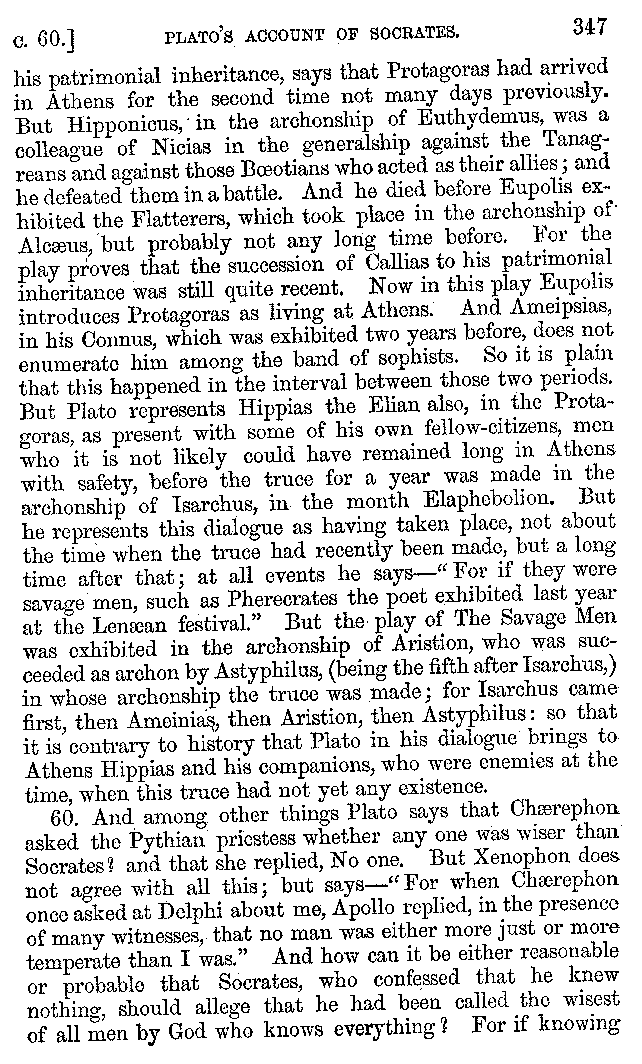 C. 60.] PLATO'S ACCOUNT OF SOCRATES. 347
his patrimonial inheritance, says that Protagoras had arrived
in Athens for the second time not many days previously.
But Hipponicus, in the archonship of Euthydemus, was a
colleague of Nicias in the generalship against the Tanag-
reans and against those Bœotians who acted as their allies; and
he defeated them in a battle. And he died before Eupolis ex-
hibited the Flatterers, which took place in the archonship of
Alcæus, but probably not any long time before. For the
play proves that the succession of Callias to his patrimonial
inheritance was still quite recent. Now in this play Eupolis
introduces Protagoras as living at Athens. And Ameipsias,
in his Connus, which was exhibited two years before, does not
enumerate him among the band of sophists. So it is plain
that this happened in the interval between those two periods.
But Plato represents Hippias the Elian also, in the Prota-
goras, as present with some of his own fellow-citizens, men
who it is not likely could have remained long in Athens
with safety, before the truce for a year was made in the
archonship of Isarchus, in the month Elaphebolion. But
he represents this dialogue as having taken place, not about
the time when the truce had recently been made, but a long
time after that; at all events he says—"For if they were
savage men, such as Pherecrates the poet exhibited last year
at the Lenæan festival." But the play of The Savage Men
was exhibited in the archonship of Aristion, who was suc-
ceeded as archon by Astyphilus, (being the fifth after Isarchus,)
in whose archonship the truce was made; for Isarchus came
first, then Ameinias, then Aristion, then Astyphilus: so that
it is contrary to history that Plato in his dialogue brings to
Athens Hippias and his companions, who were enemies at the
time, when this truce had not yet any existence.
60. And among other things Plato says that Chærephon
asked the Pythian priestess whether any one was wiser than
Socrates? and that she replied, No one. But Xenophon does
not agree with all this; but says—"For when Chærephon
once asked at Delphi about me, Apollo replied, in the presence
of many witnesses, that no man was either more just or more
temperate than I was." And how can it be either reasonable
or probable that Socrates, who confessed that he knew
nothing, should allege that he had been called the wisest
of all men by God who knows everything? For if knowing